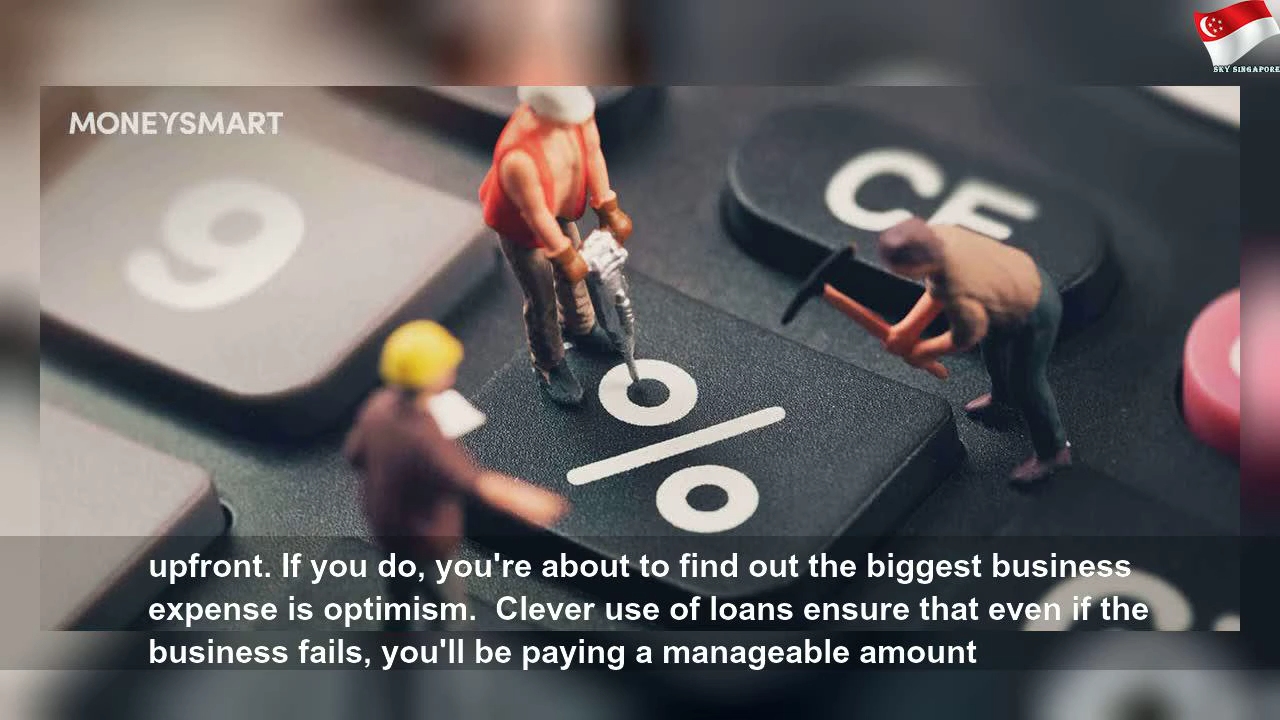 SKY SINGAPORE
MONEYSMART
9
CE
%
upfront. If you do, you're about to find out the biggest business
expense is optimism.  Clever use of loans ensure that even if the
business fails, you'll be paying a manageable amount